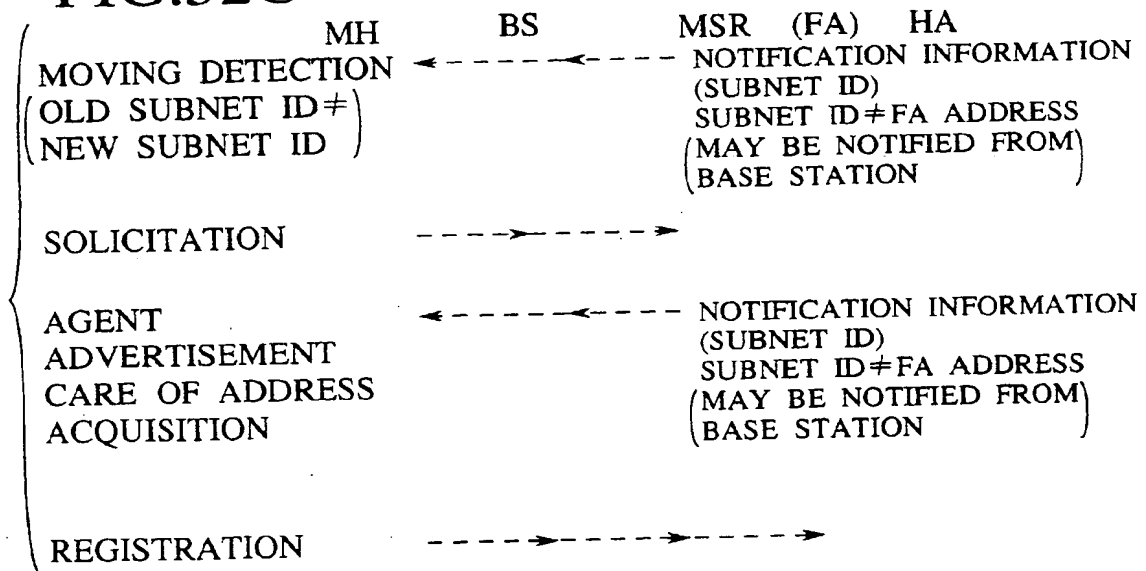 MH BS MSR (FA) HA
MOVING DETECTION
(OLD SUBNET ID≠
NEW SUBNET ID)
NOTIFICATION INFORMATION
(SUBNET ID)
SUBNET ID≠FA ADDRESS
(MAY BE NOTIFIED FROM
BASE STATION)
SOLICITATION
AGENT
ADVERTISEMENT
CARE OF ADDRESS
ACQUISITION
NOTIFICATION INFORMATION
(SUBNET ID)
SUBNET ID≠FA ADDRESS
(MAY BE NOTIFIED FROM
BASE STATION)
REGISTRATION